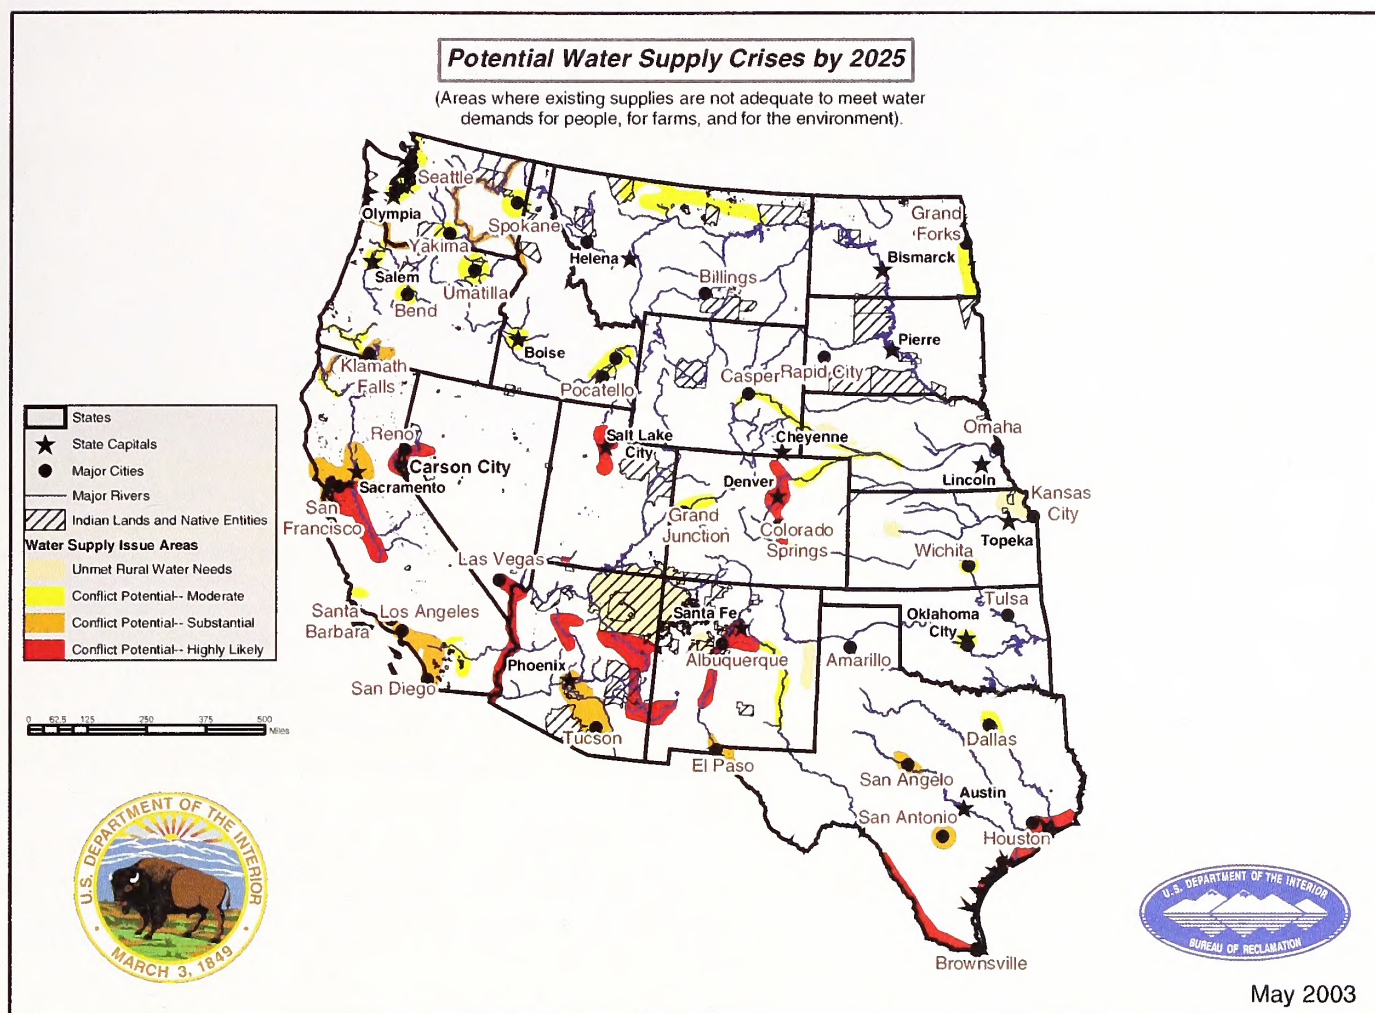 Potential Water Supply Crises by 2025
(Areas where existing supplies are not adequate to meet water
demands for people, for farms, and for the environment).
Seattle
Olympia
Spokane
Yakima
Salem
Umatilla
Bend
Helena
Billings
Grand
Forks
Bismarck
Pierre
Boise
Klamath
Falls
Pocatello
Casper
Rapid City
Reno
Carson City
Salt Lake
City
Cheyenne
Omaha
Lincoln
Sacramento
San
Francisco
Denver
Grand
Junction
Colorado
Springs
Kansas
City
Topeka
Wichita
Las Vegas
Santa
Barbara
Los Angeles
San Diego
Phoenix
Tucson
Santa Fe
Albuquerque
Amarillo
Oklahoma
City
Tulsa
El Paso
Dallas
San Angelo
Austin
San Antonio
Houston
Brownsville
States
State Capitals
Major Cities
Major Rivers
Indian Lands and Native Entities
Water Supply Issue Areas
Unmet Rural Water Needs
Conflict Potential-- Moderate
Conflict Potential-- Substantial
Conflict Potential-- Highly Likely
0 62.5 125 250 375 500
Miles
U.S. DEPARTMENT OF THE INTERIOR
MARCH 3, 1849
U.S. DEPARTMENT OF THE INTERIOR
BUREAU OF RECLAMATION
May 2003